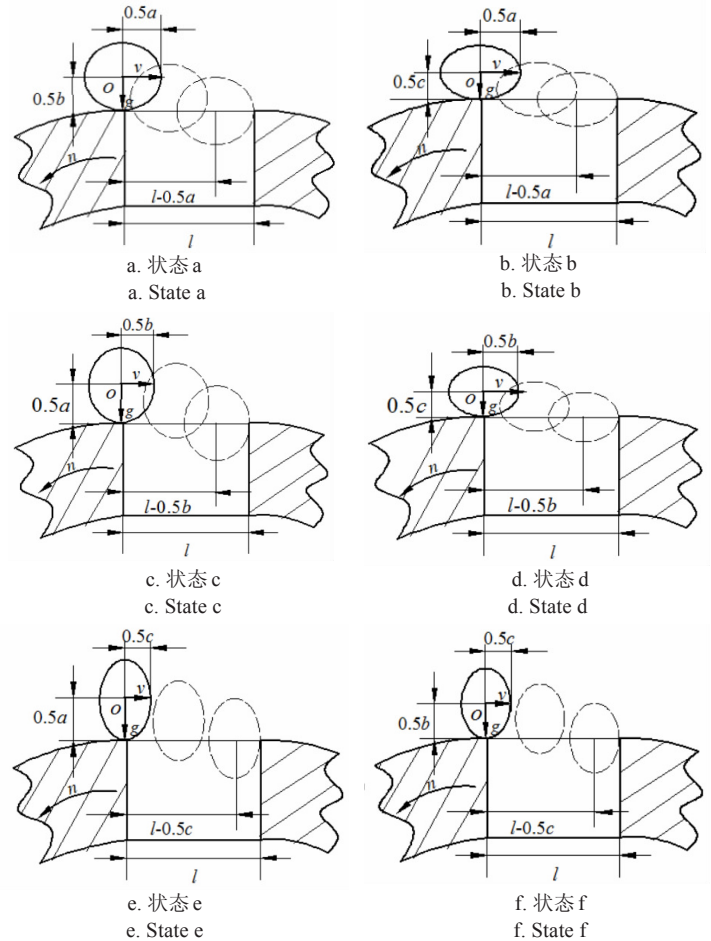 0.5a
0.5b
v
o
g
n
l-0.5a
l
a. 状态 a
a. State a
0.5a
0.5c
v
o
g
n
l-0.5a
l
b. 状态 b
b. State b
0.5b
0.5a
v
o
g
n
l-0.5b
l
c. 状态 c
c. State c
0.5b
0.5c
v
o
g
n
l-0.5b
l
d. 状态 d
d. State d
0.5c
0.5a
v
o
g
n
l-0.5c
l
e. 状态 e
e. State e
0.5c
0.5b
v
o
g
n
l-0.5c
l
f. 状态 f
f. State f